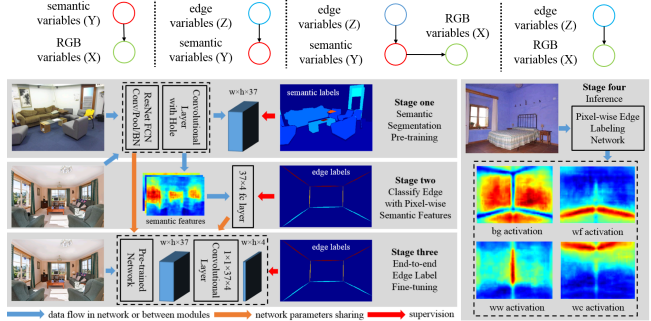 semantic
variables (Y)
RGB
variables (X)
edge
variables (Z)
semantic
variables (Y)
edge
variables (Z)
semantic
variables (Y)
RGB
variables (X)
edge
variables (Z)
RGB
variables (X)
ResNet FCN
Conv/Pool/BN
Convolutional
Layer
with Hole
w×h×37
semantic labels
Stage one
Semantic
Segmentation
Pre-training
semantic features
37×4 fc layer
edge labels
Stage two
Classify Edge
with Pixel-wise
Semantic Features
Pre-trained
Network
w×h×37
1×1×37×4
Convolutional
Layer
w×h×4
edge labels
Stage three
End-to-end
Edge Label
Fine-tuning
Stage four
Inference
Pixel-wise Edge
Labeling
Network
bg activation
wf activation
ww activation
wc activation
data flow in network or between modules
network parameters sharing
supervision